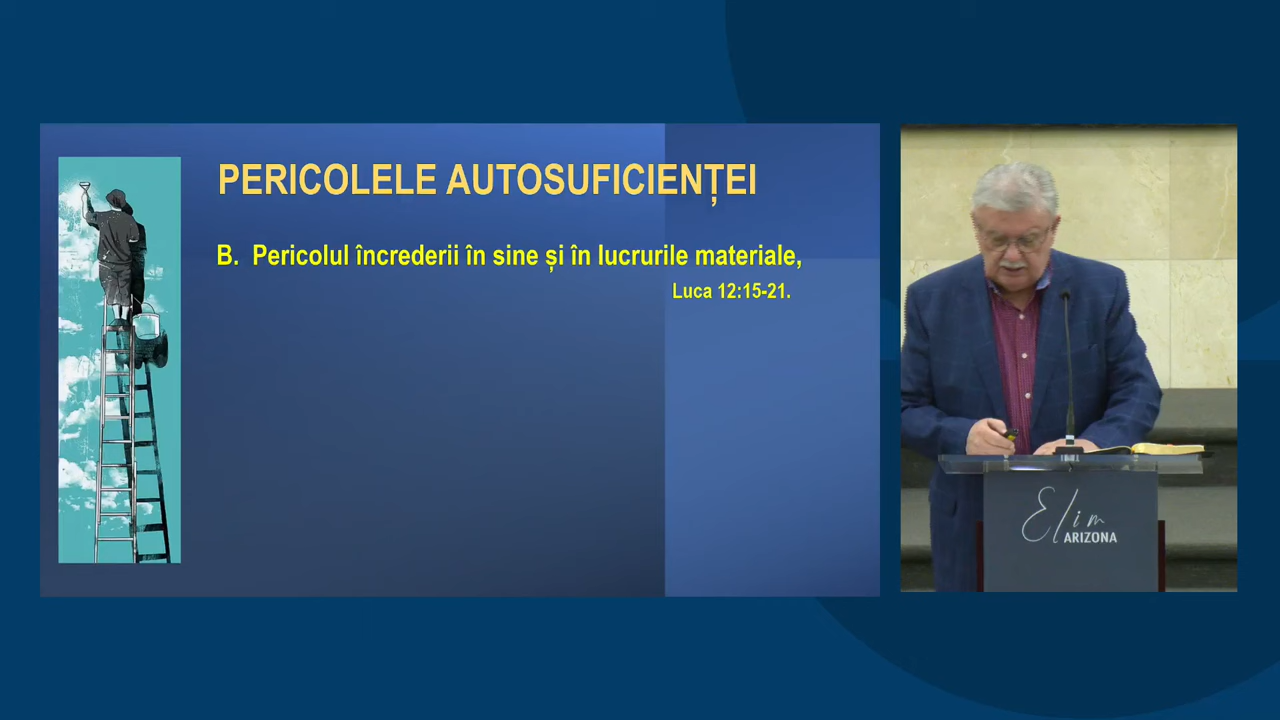 PERICOLELE AUTOSUFICIENȚEI
B. Pericolul încrederii în sine și în lucrurile materiale,
Luca 12:15-21.
Elim
ARIZONA